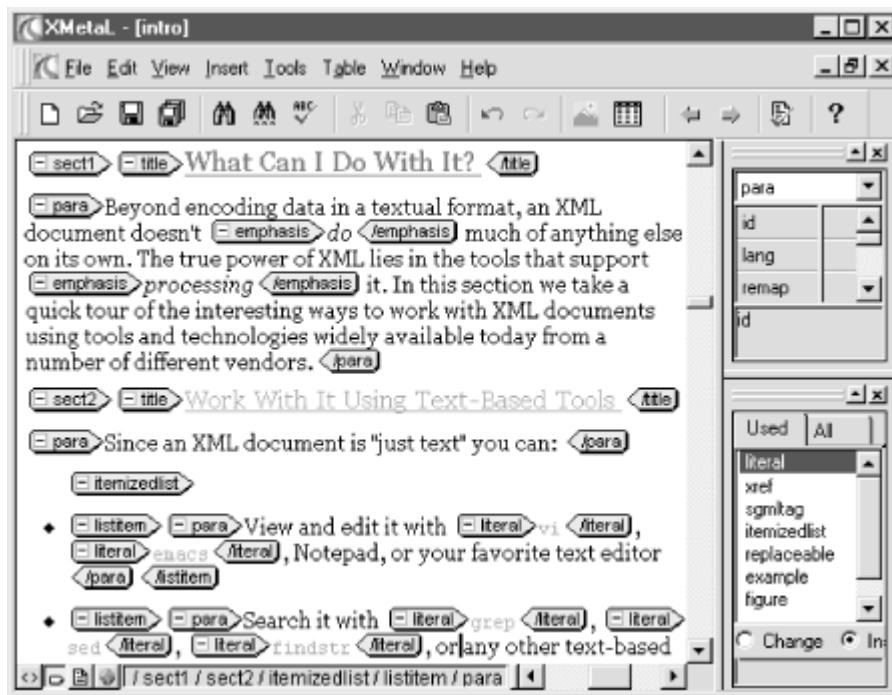 XMetaL - [intro]
File Edit View Insert Tools Table Window Help
ABC ?
sect1 title What Can I Do With It? /title
para Beyond encoding data in a textual format, an XML
document doesn't emphasis do /emphasis much of anything else
on its own. The true power of XML lies in the tools that support
emphasis processing /emphasis it. In this section we take a
quick tour of the interesting ways to work with XML documents
using tools and technologies widely available today from a
number of different vendors. /para
sect2 title Work With It Using Text-Based Tools /title
para Since an XML document is "just text" you can: /para
itemizedlist
listitem para View and edit it with literal vi /literal,
literal emacs /literal, Notepad, or your favorite text editor
/para /listitem
listitem para Search it with literal grep /literal, literal
sed /literal, literal findstr /literal, or any other text-based
/ sect1 / sect2 / itemizedlist / listitem / para
para
id
lang
remap
id
Used All
literal
xref
sgmltag
itemizedlist
replaceable
example
figure
Change In